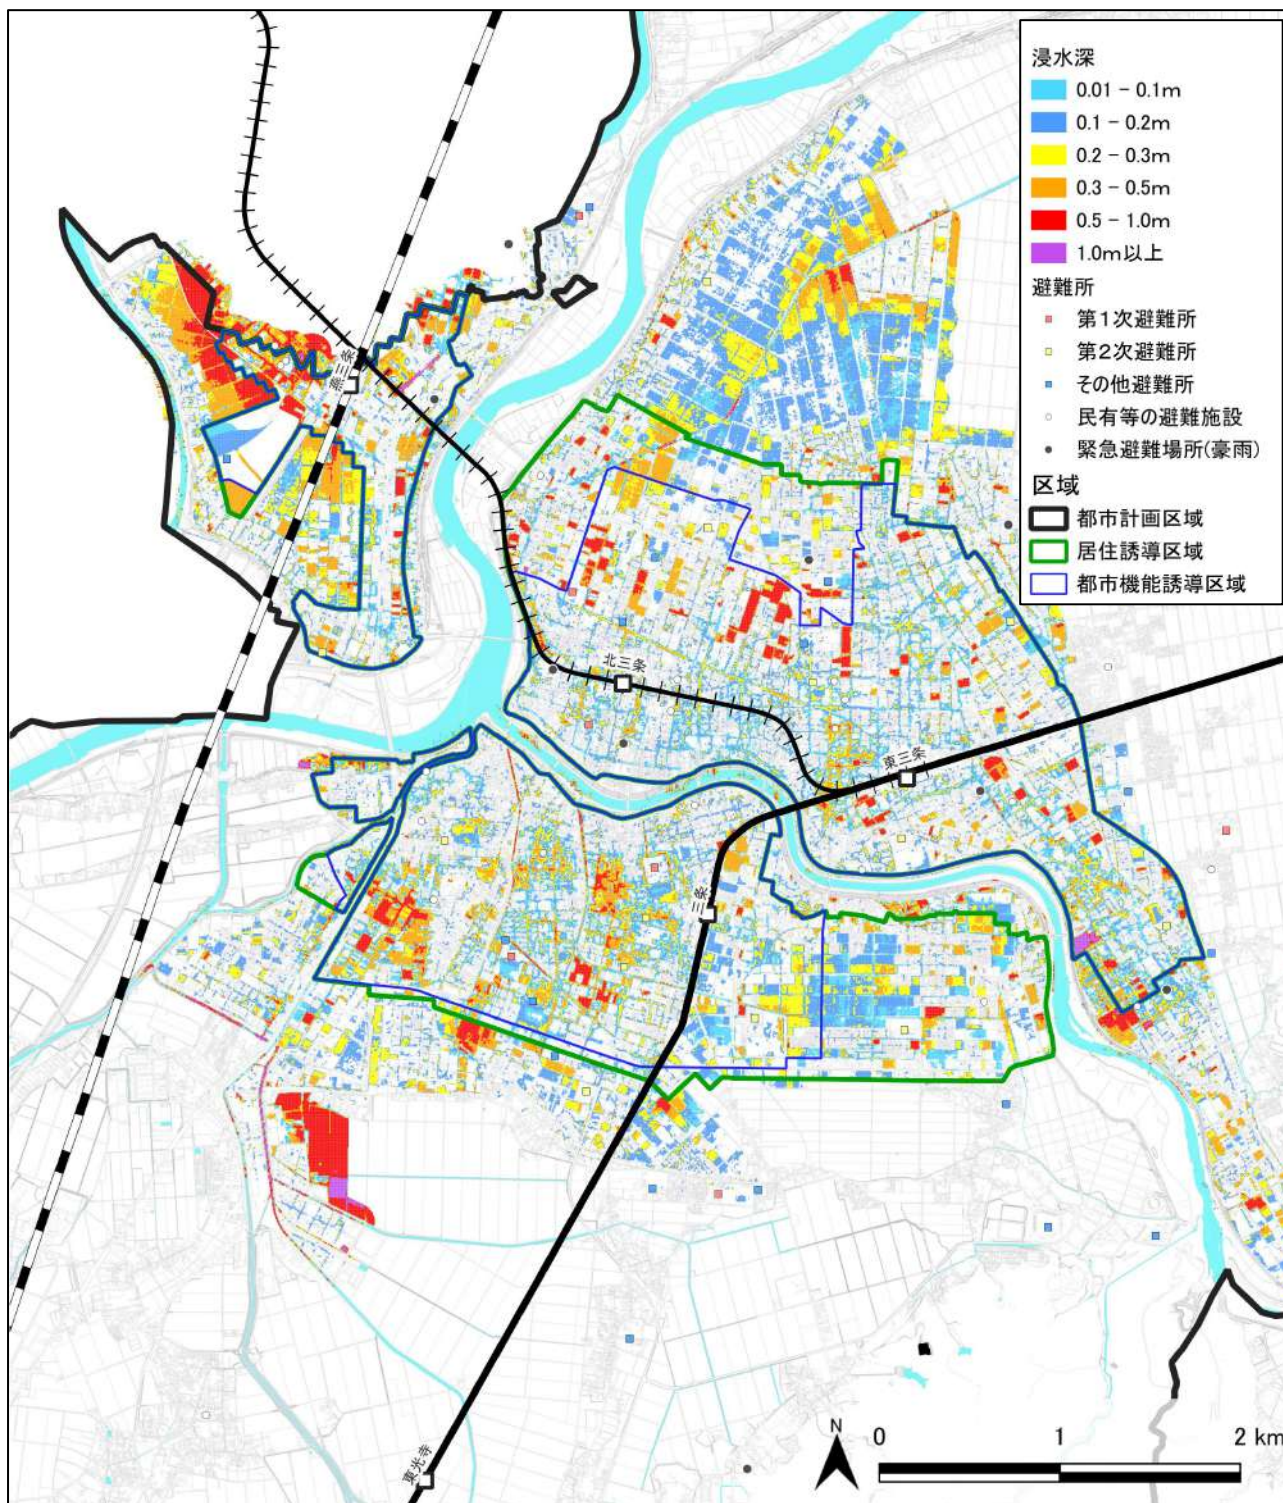 浸水深
0.01 - 0.1m
0.1 - 0.2m
0.2 - 0.3m
0.3 - 0.5m
0.5 - 1.0m
1.0m以上
避難所
第1次避難所
第2次避難所
その他避難所
民有等の避難施設
緊急避難場所(豪雨)
区域
都市計画区域
居住誘導区域
都市機能誘導区域
燕三条
北三条
東三条
三条
東光寺
N
0 1 2 km